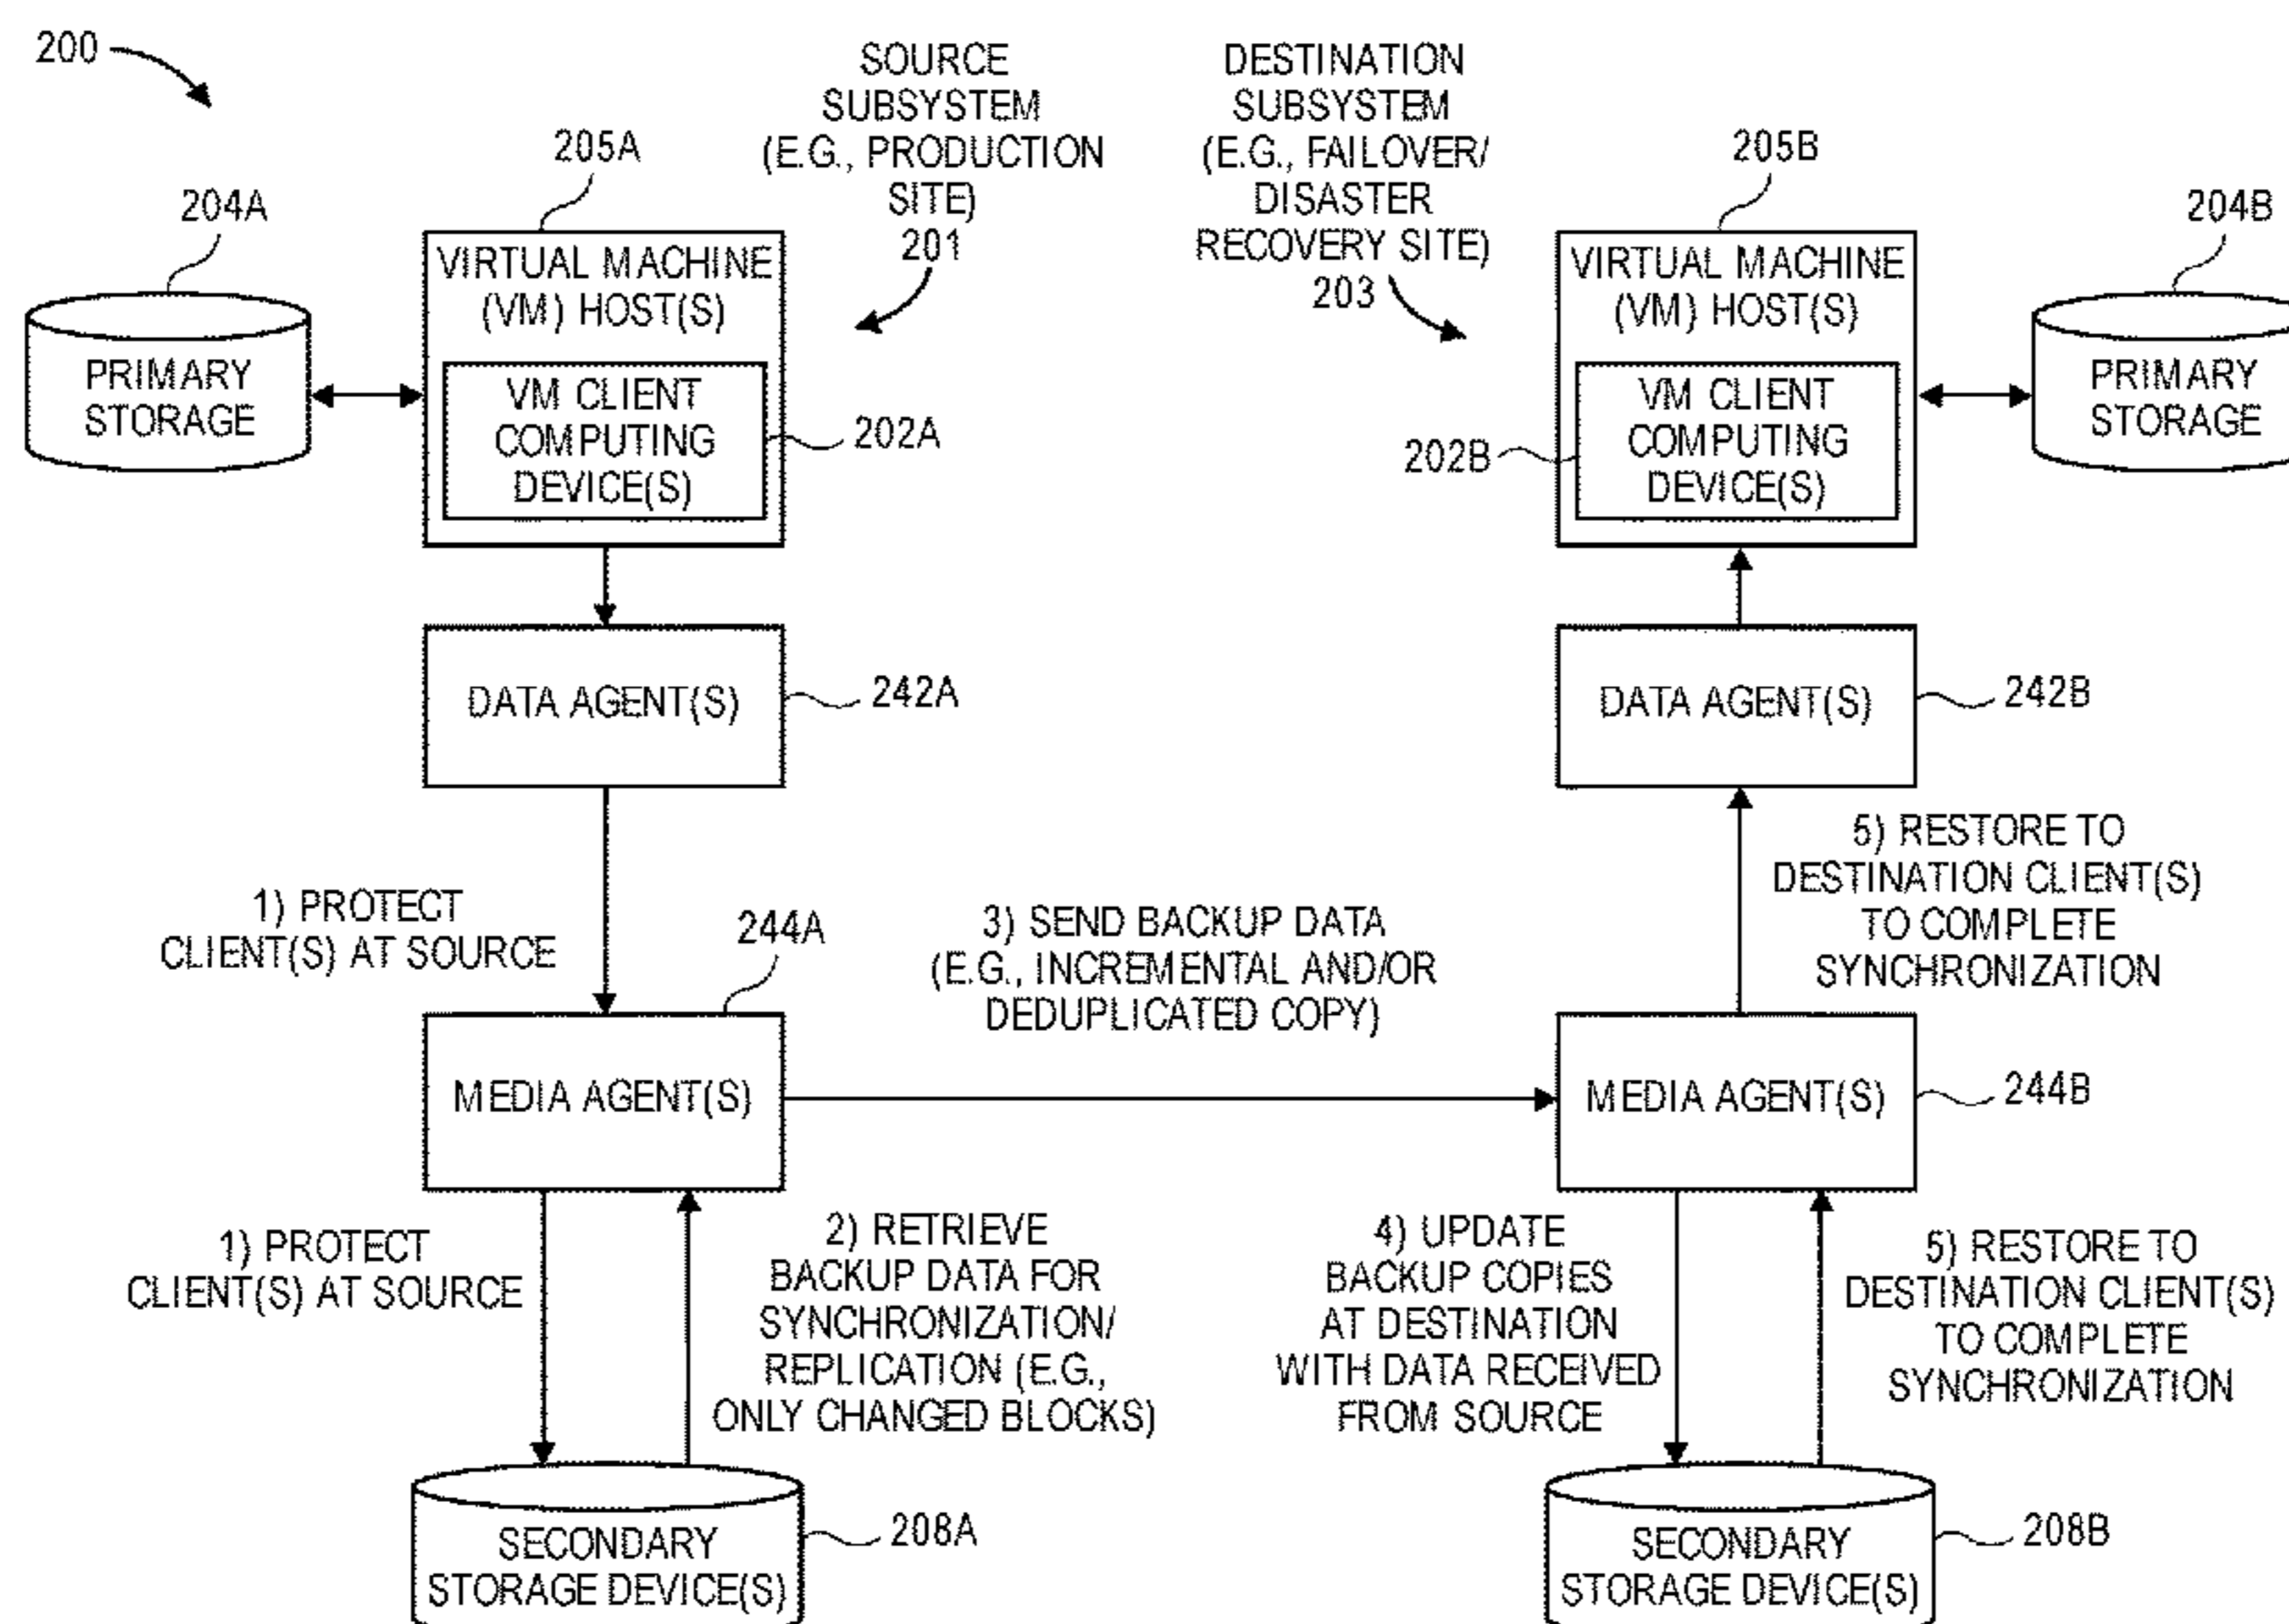 200
SOURCE
SUBSYSTEM
(E.G., PRODUCTION
SITE)
201
DESTINATION
SUBSYSTEM
(E.G., FAILOVER/
DISASTER
RECOVERY SITE)
203
205A
204A
VIRTUAL MACHINE
(VM) HOST(S)
PRIMARY
STORAGE
VM CLIENT
COMPUTING
DEVICE(S)
202A
205B
204B
VIRTUAL MACHINE
(VM) HOST(S)
VM CLIENT
COMPUTING
DEVICE(S)
202B
PRIMARY
STORAGE
DATA AGENT(S)
242A
DATA AGENT(S)
242B
1) PROTECT
CLIENT(S) AT SOURCE
244A
3) SEND BACKUP DATA
(E.G., INCREMENTAL AND/OR
DEDUPLICATED COPY)
5) RESTORE TO
DESTINATION CLIENT(S)
TO COMPLETE
SYNCHRONIZATION
MEDIA AGENT(S)
MEDIA AGENT(S)
244B
1) PROTECT
CLIENT(S) AT SOURCE
2) RETRIEVE
BACKUP DATA FOR
SYNCHRONIZATION/
REPLICATION (E.G.,
ONLY CHANGED BLOCKS)
4) UPDATE
BACKUP COPIES
AT DESTINATION
WITH DATA RECEIVED
FROM SOURCE
5) RESTORE TO
DESTINATION CLIENT(S)
TO COMPLETE
SYNCHRONIZATION
SECONDARY
STORAGE DEVICE(S)
208A
SECONDARY
STORAGE DEVICE(S)
208B